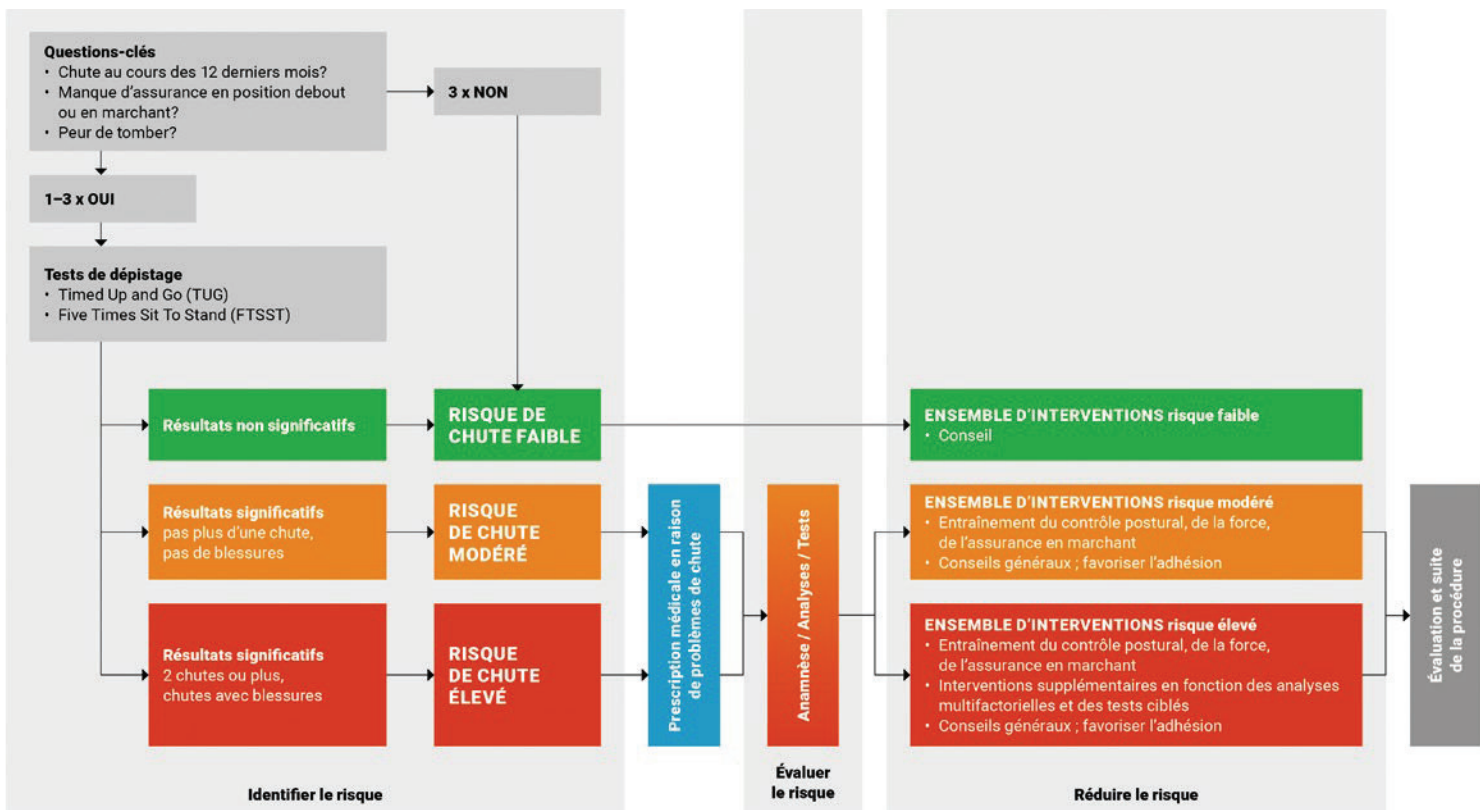 Questions-clés
• Chute au cours des 12 derniers mois?
• Manque d'assurance en position debout
ou en marchant?
• Peur de tomber?
3 x NON
1–3 x OUI
Tests de dépistage
• Timed Up and Go (TUG)
• Five Times Sit To Stand (FTSST)
Résultats non significatifs
RISQUE DE
CHUTE FAIBLE
ENSEMBLE D'INTERVENTIONS risque faible
• Conseil
Résultats significatifs
pas plus d'une chute,
pas de blessures
RISQUE
DE CHUTE
MODÉRÉ
Résultats significatifs
2 chutes ou plus,
chutes avec blessures
RISQUE
DE CHUTE
ÉLEVÉ
Prescription médicale en raison
de problèmes de chute
Anamnèse / Analyses / Tests
ENSEMBLE D'INTERVENTIONS risque modéré
• Entraînement du contrôle postural, de la force,
de l'assurance en marchant
• Conseils généraux ; favoriser l'adhésion
ENSEMBLE D'INTERVENTIONS risque élevé
• Entraînement du contrôle postural, de la force,
de l'assurance en marchant
• Interventions supplémentaires en fonction des analyses
multifactorielles et des tests ciblés
• Conseils généraux ; favoriser l'adhésion
Évaluation et suite
de la procédure
Identifier le risque
Évaluer
le risque
Réduire le risque